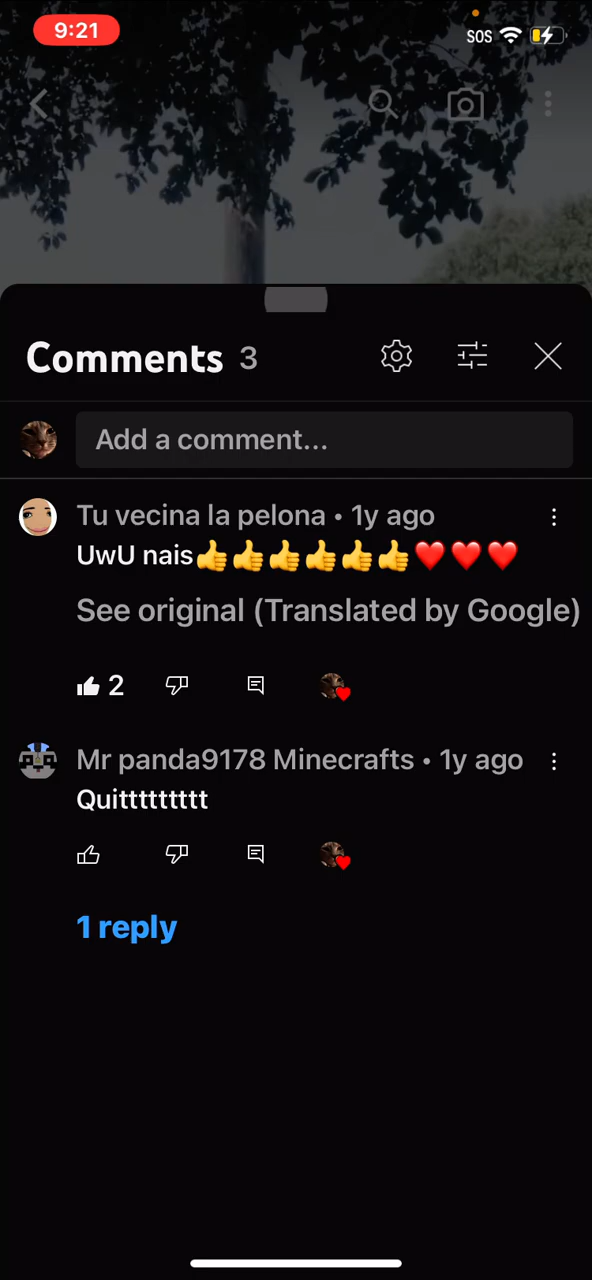 9:21
SOS
Comments 3
Add a comment...
Tu vecina la pelona • 1y ago
UwU nais👍👍👍👍👍👍❤️❤️❤️
See original (Translated by Google)
2
Mr panda9178 Minecrafts • 1y ago
Quitttttttt
1 reply